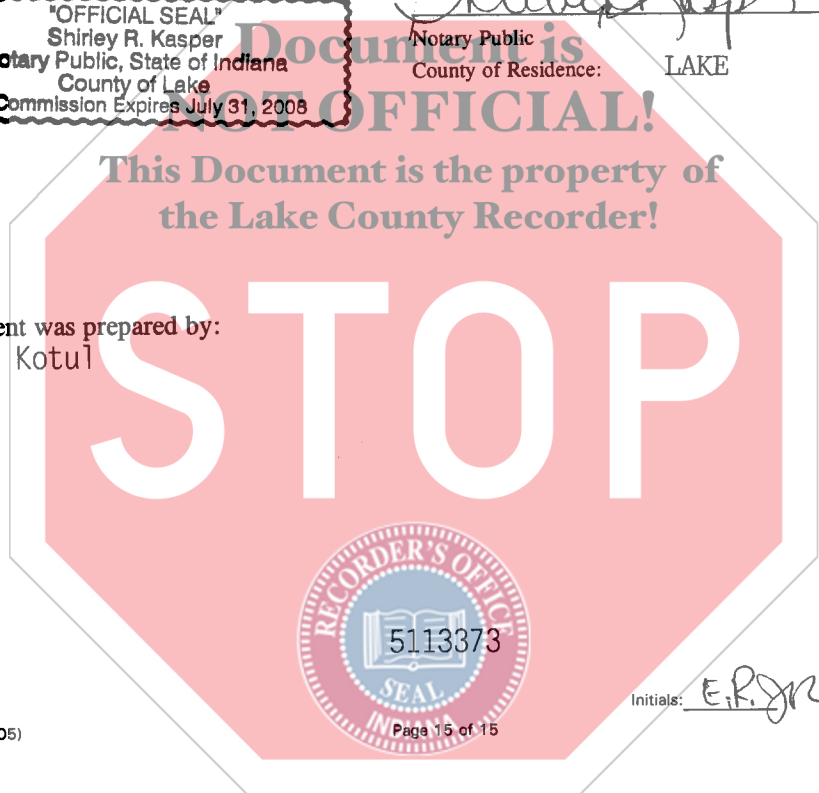 "OFFICIAL SEAL"
Shirley R. Kasper
otary Public, State of Indiana
County of Lake
Commission Expires July 31, 2008
Notary Public
County of Residence: LAKE
Document is
NOT OFFICIAL!
This Document is the property of
the Lake County Recorder!
ent was prepared by:
Kotul
STOP
RECORDER'S OFFICE
5113373
SEAL
INDIANA
Initials: E.R.JR
05)
Page 15 of 15